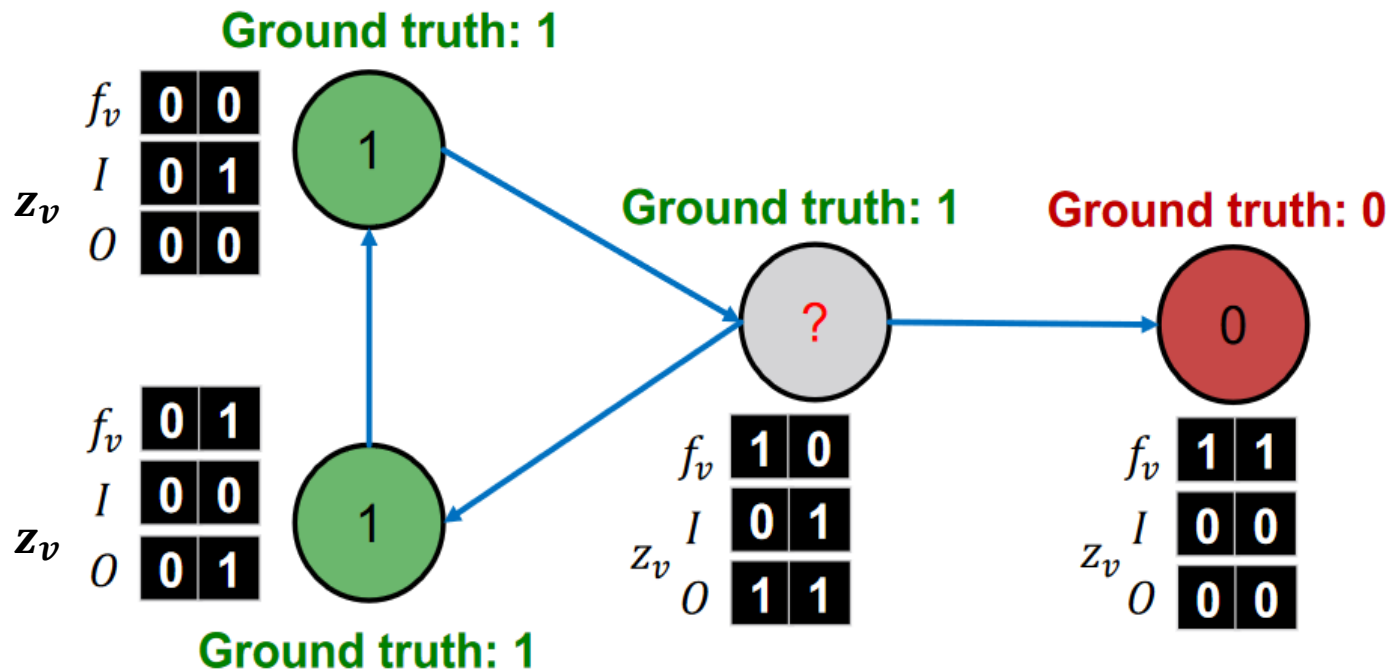 Ground truth: 1
f_v 0 0
I 0 1
O 0 0
z_v
1
f_v 0 1
I 0 0
O 0 1
z_v
1
Ground truth: 1
Ground truth: 1
?
f_v 1 0
I 0 1
O 1 1
z_v
Ground truth: 0
0
f_v 1 1
I 0 0
O 0 0
z_v